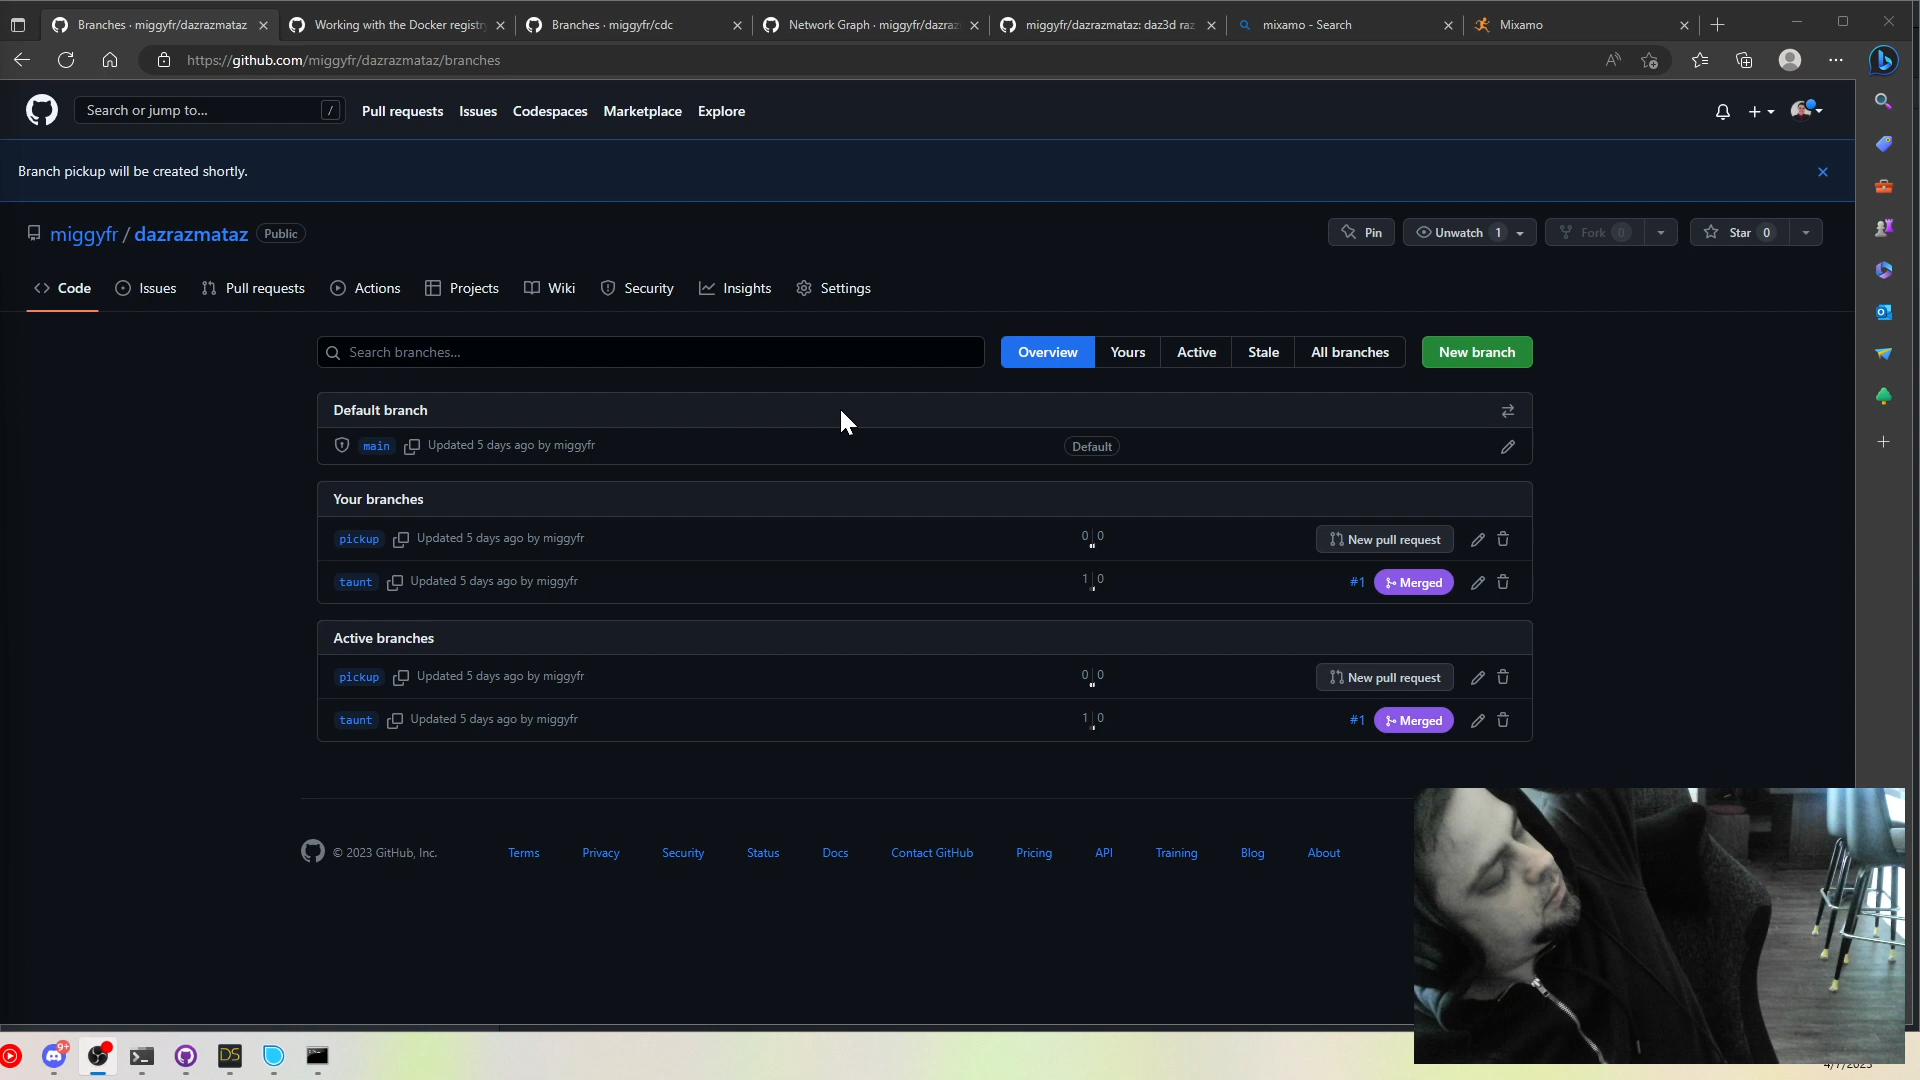 Branches · miggyfr/dazrazmataz
Working with the Docker registr
Branches · miggyfr/cdc
Network Graph · miggyfr/dazraz
miggyfr/dazrazmataz: daz3d raz
mixamo - Search
Mixamo
https://github.com/miggyfr/dazrazmataz/branches
Search or jump to...
/
Pull requests
Issues
Codespaces
Marketplace
Explore
Branch pickup will be created shortly.
miggyfr / dazrazmataz
Public
Pin
Unwatch 1
Fork 0
Star 0
Code
Issues
Pull requests
Actions
Projects
Wiki
Security
Insights
Settings
Search branches...
Overview
Yours
Active
Stale
All branches
New branch
Default branch
main Updated 5 days ago by miggyfr
Default
Your branches
pickup Updated 5 days ago by miggyfr
0 | 0
New pull request
taunt Updated 5 days ago by miggyfr
1 | 0
#1 Merged
Active branches
pickup Updated 5 days ago by miggyfr
0 | 0
New pull request
taunt Updated 5 days ago by miggyfr
1 | 0
#1 Merged
© 2023 GitHub, Inc.
Terms
Privacy
Security
Status
Docs
Contact GitHub
Pricing
API
Training
Blog
About
9+
DS
4/7/2023